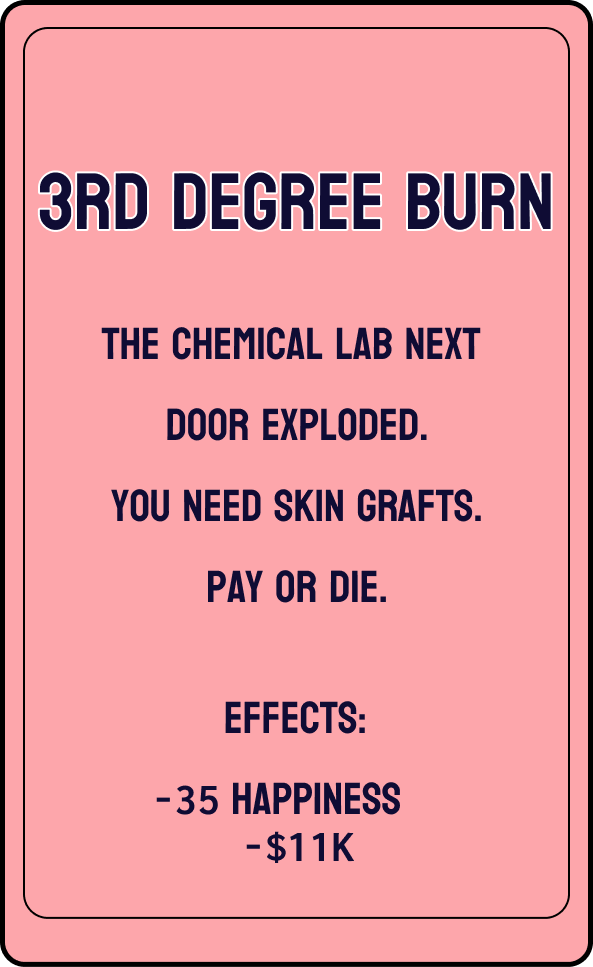 3RD DEGREE BURN
THE CHEMICAL LAB NEXT
DOOR EXPLODED.
YOU NEED SKIN GRAFTS.
PAY OR DIE.
EFFECTS:
-35 HAPPINESS
-$11K